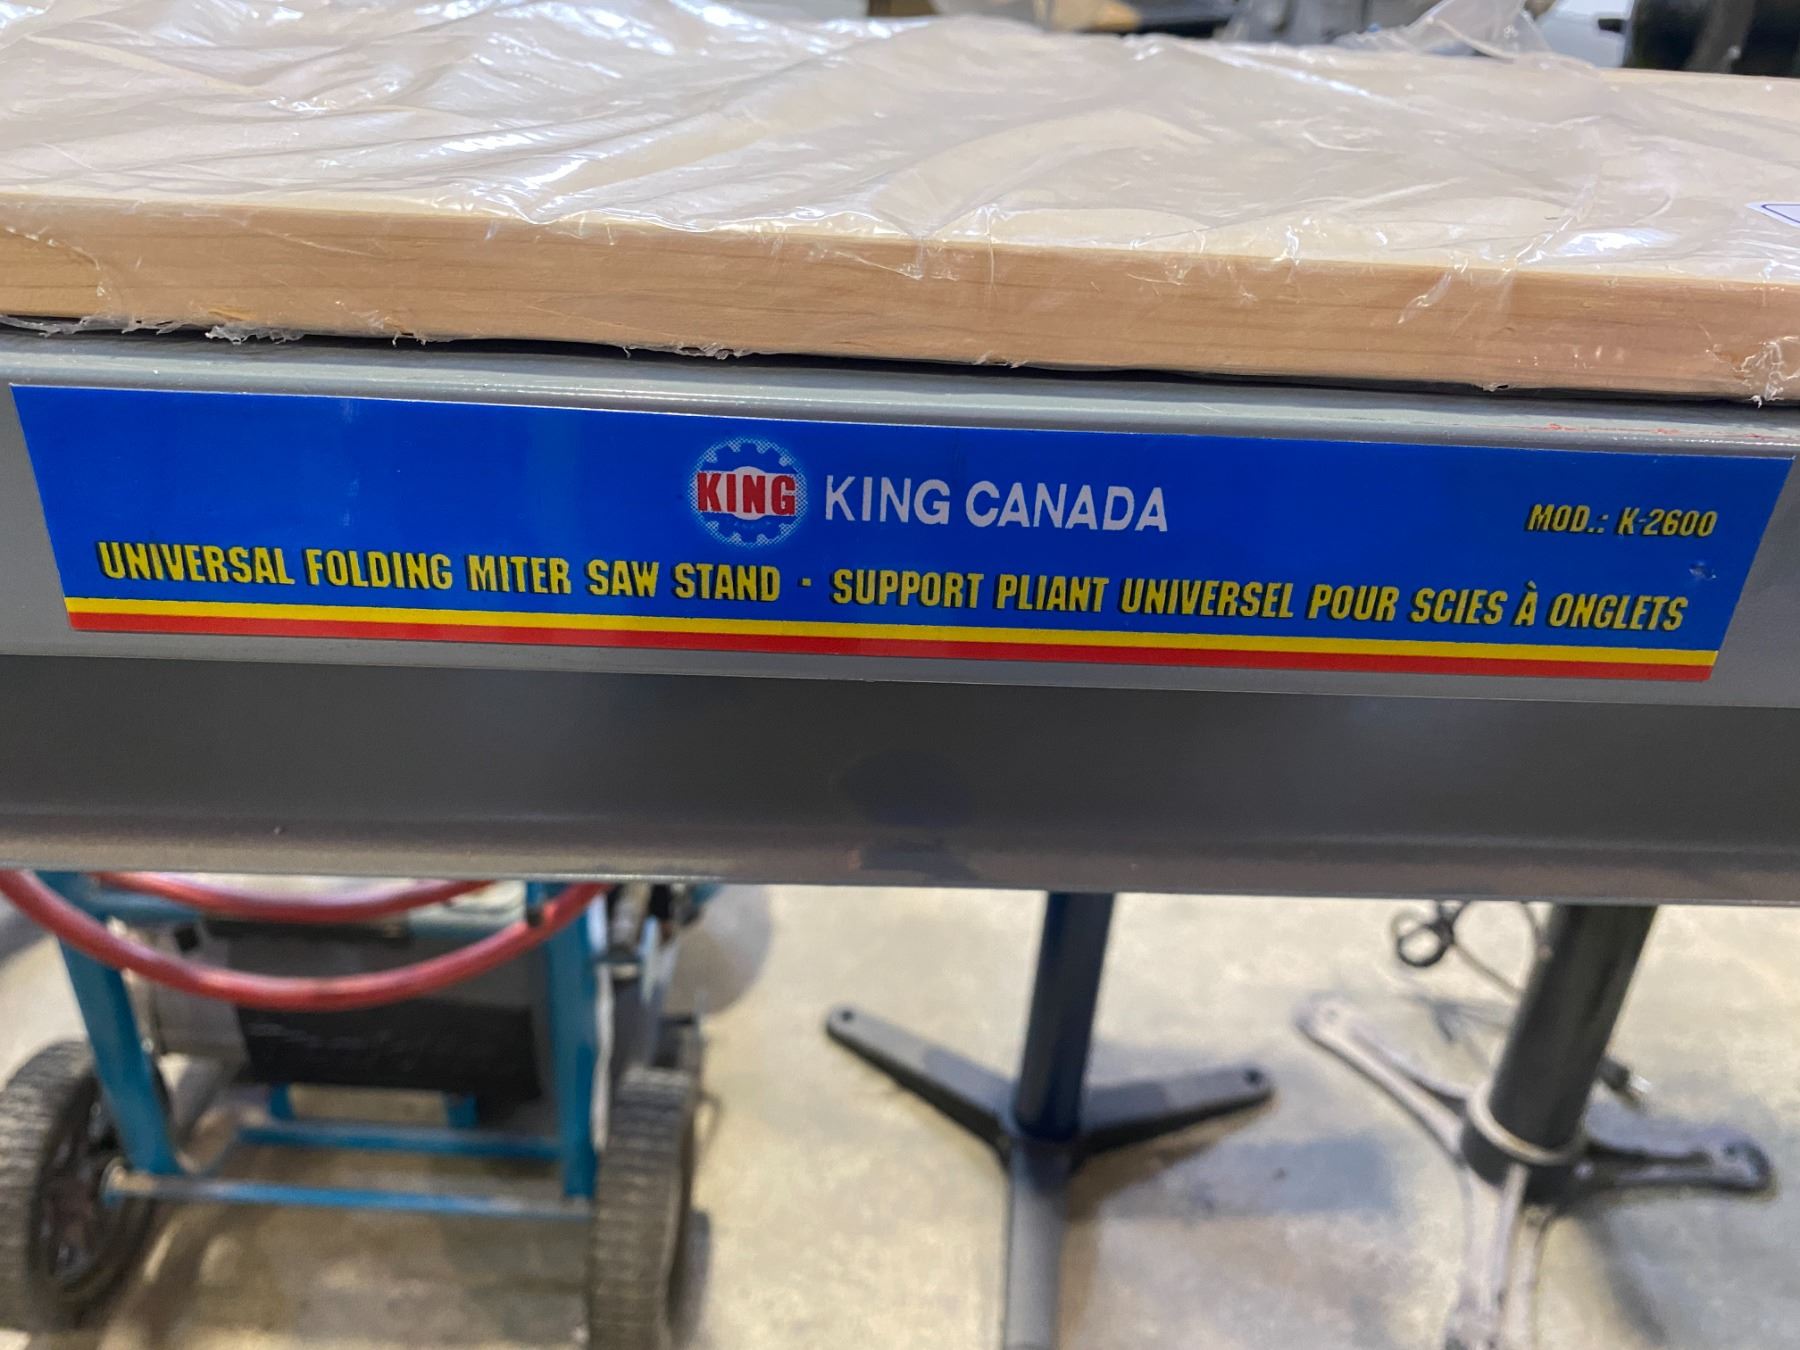 KING KING CANADA
MOD.: K-2600
UNIVERSAL FOLDING MITER SAW STAND · SUPPORT PLIANT UNIVERSEL POUR SCIES À ONGLETS